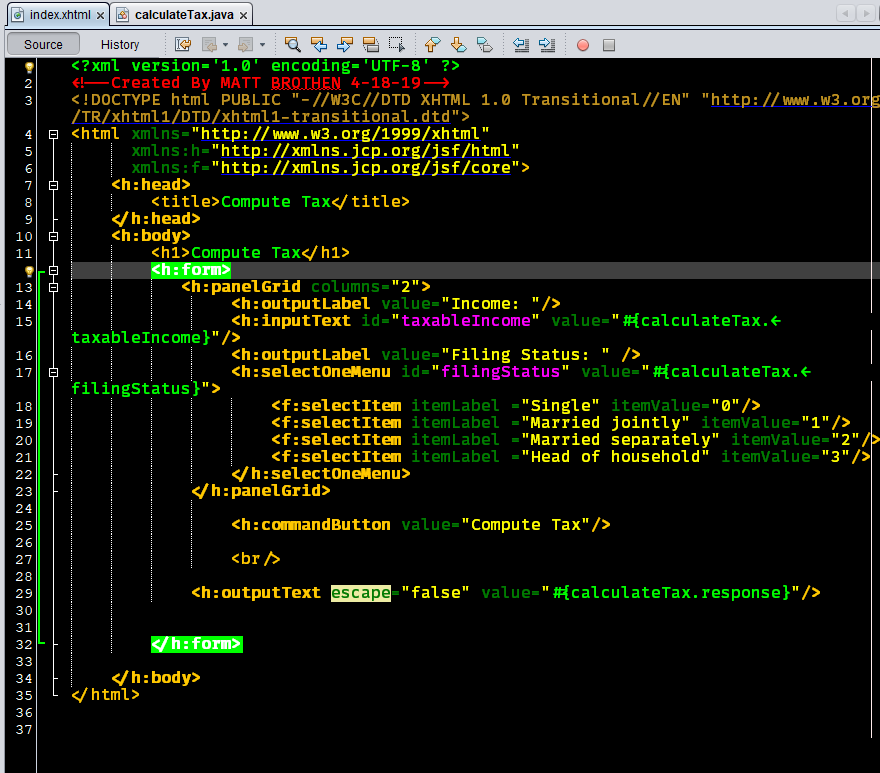 index.xhtml × calculateTax.java ×
Source History
<?xml version='1.0' encoding='UTF-8' ?>
2 <!--Created By MATT BROTHEN 4-18-19-->
3 <!DOCTYPE html PUBLIC "-//W3C//DTD XHTML 1.0 Transitional//EN" "http://www.w3.org
/TR/xhtml1/DTD/xhtml1-transitional.dtd">
4 <html xmlns="http://www.w3.org/1999/xhtml"
5 xmlns:h="http://xmlns.jcp.org/jsf/html"
6 xmlns:f="http://xmlns.jcp.org/jsf/core">
7 <h:head>
8 <title>Compute Tax</title>
9 </h:head>
10 <h:body>
11 <h1>Compute Tax</h1>
<h:form>
13 <h:panelGrid columns="2">
14 <h:outputLabel value="Income: "/>
15 <h:inputText id="taxableIncome" value="#{calculateTax.←
taxableIncome}"/>
16 <h:outputLabel value="Filing Status: " />
17 <h:selectOneMenu id="filingStatus" value="#{calculateTax.←
filingStatus}">
18 <f:selectItem itemLabel ="Single" itemValue="0"/>
19 <f:selectItem itemLabel ="Married jointly" itemValue="1"/>
20 <f:selectItem itemLabel ="Married separately" itemValue="2"/>
21 <f:selectItem itemLabel ="Head of household" itemValue="3"/>
22 </h:selectOneMenu>
23 </h:panelGrid>
24
25 <h:commandButton value="Compute Tax"/>
26
27 <br/>
28
29 <h:outputText escape="false" value="#{calculateTax.response}"/>
30
31
32 </h:form>
33
34 </h:body>
35 </html>
36
37